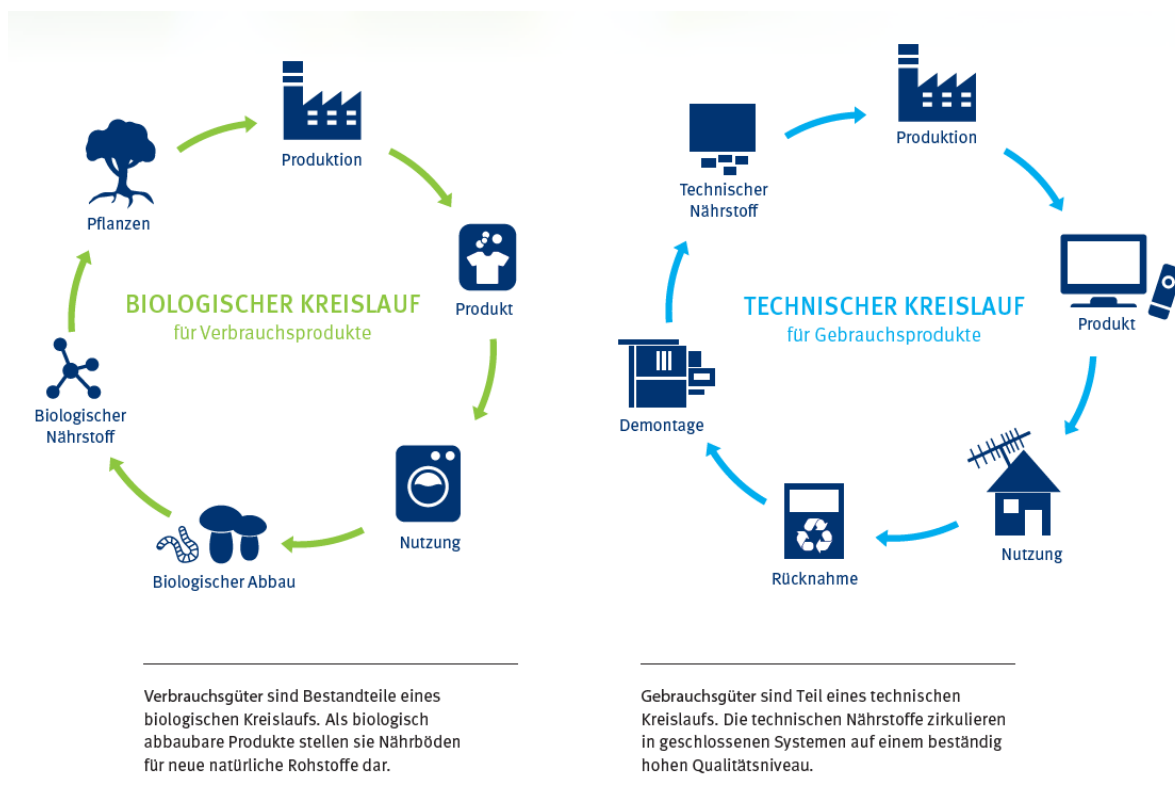 Produktion
Pflanzen
Produkt
BIOLOGISCHER KREISLAUF
für Verbrauchsprodukte
Biologischer
Nährstoff
Nutzung
Biologischer Abbau
Verbrauchsgüter sind Bestandteile eines
biologischen Kreislaufs. Als biologisch
abbaubare Produkte stellen sie Nährböden
für neue natürliche Rohstoffe dar.
Produktion
Technischer
Nährstoff
TECHNISCHER KREISLAUF
für Gebrauchsprodukte
Produkt
Demontage
Nutzung
Rücknahme
Gebrauchsgüter sind Teil eines technischen
Kreislaufs. Die technischen Nährstoffe zirkulieren
in geschlossenen Systemen auf einem beständig
hohen Qualitätsniveau.